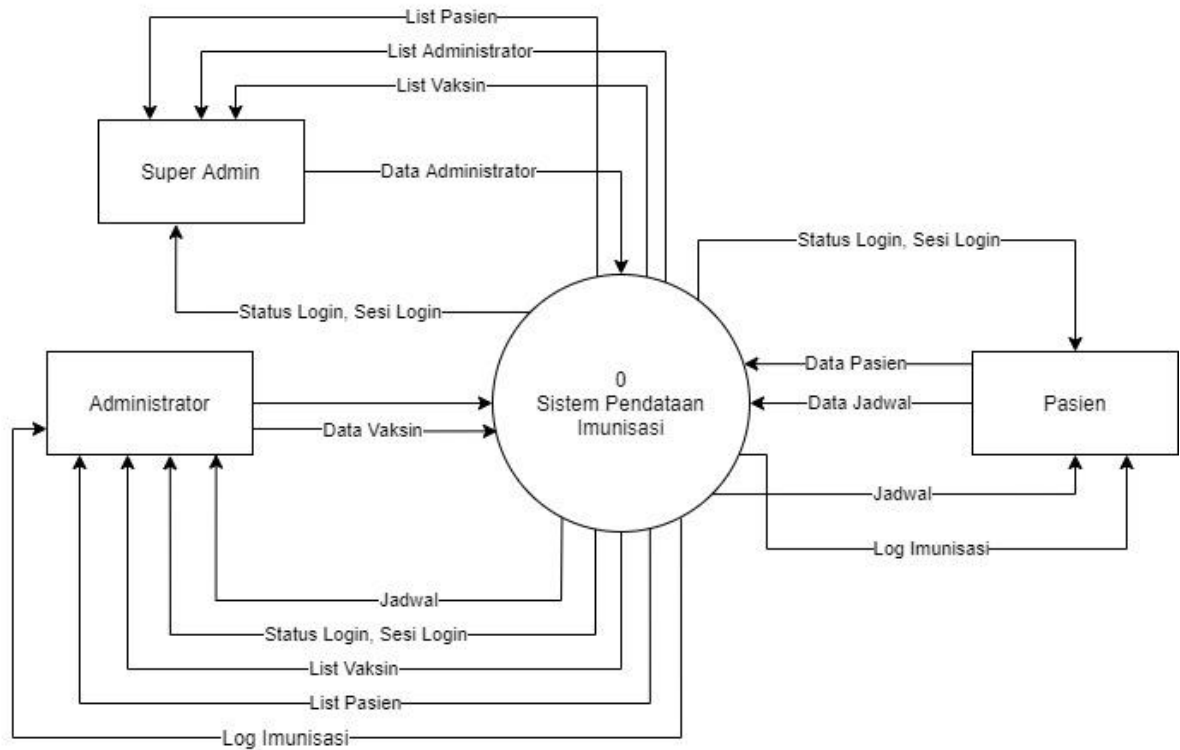 List Pasien
List Administrator
List Vaksin
Super Admin
Data Administrator
Status Login, Sesi Login
Status Login, Sesi Login
Administrator
Data Vaksin
0
Sistem Pendataan
Imunisasi
Data Pasien
Data Jadwal
Pasien
Jadwal
Log Imunisasi
Jadwal
Status Login, Sesi Login
List Vaksin
List Pasien
Log Imunisasi